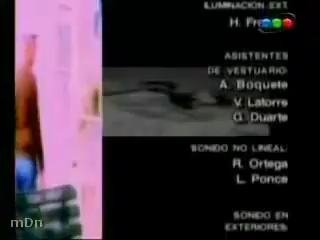 ILUMINACION EXT.
ASISTENTES
DE VESTUARIO:
A. Boquete
V. Latorre
G. Duarte
SONIDO NO LINEAL:
R. Ortega
L. Ponce
SONIDO EN
EXTERIORES:
mDn